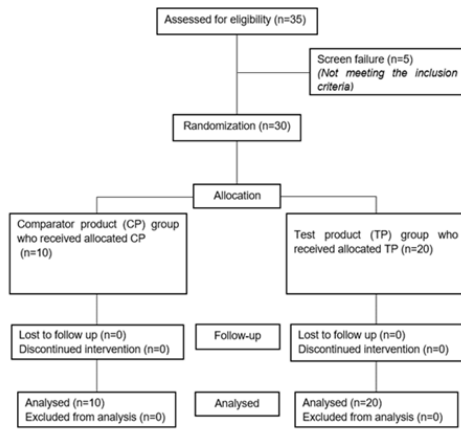 Assessed for eligibility (n=35)
Screen failure (n=5)
(Not meeting the inclusion
criteria)
Randomization (n=30)
Allocation
Comparator product (CP) group
who received allocated CP
(n=10)
Test product (TP) group who
received allocated TP (n=20)
Lost to follow up (n=0)
Discontinued intervention (n=0)
Follow-up
Lost to follow up (n=0)
Discontinued intervention (n=0)
Analysed (n=10)
Excluded from analysis (n=0)
Analysed
Analysed (n=20)
Excluded from analysis (n=0)